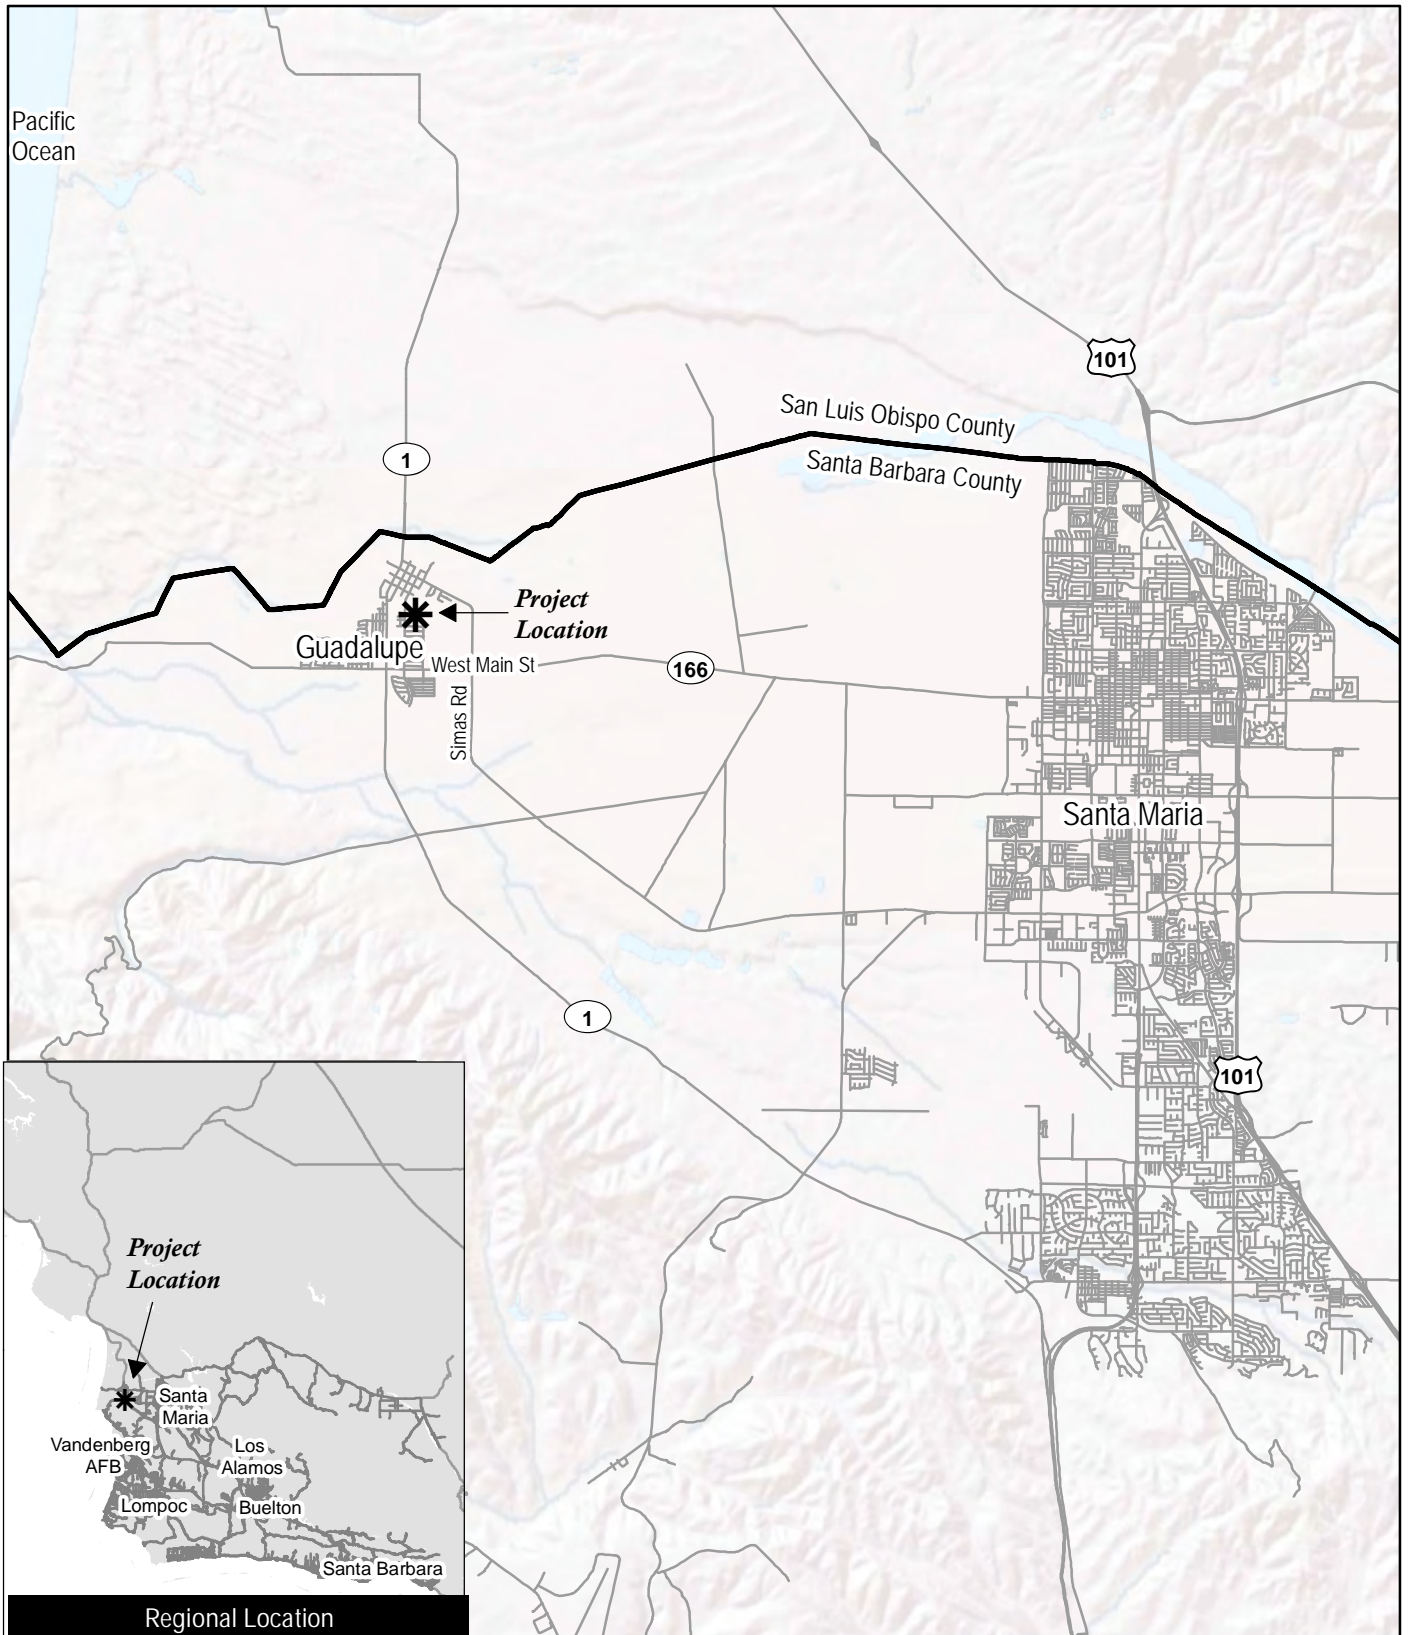 Pacific
Ocean
101
San Luis Obispo County
Santa Barbara County
1
Project
Location
Guadalupe
West Main St
166
Simas Rd
Santa Maria
1
101
Project
Location
Santa
Maria
Vandenberg
AFB
Los
Alamos
Lompoc
Buelton
Santa Barbara
Regional Location